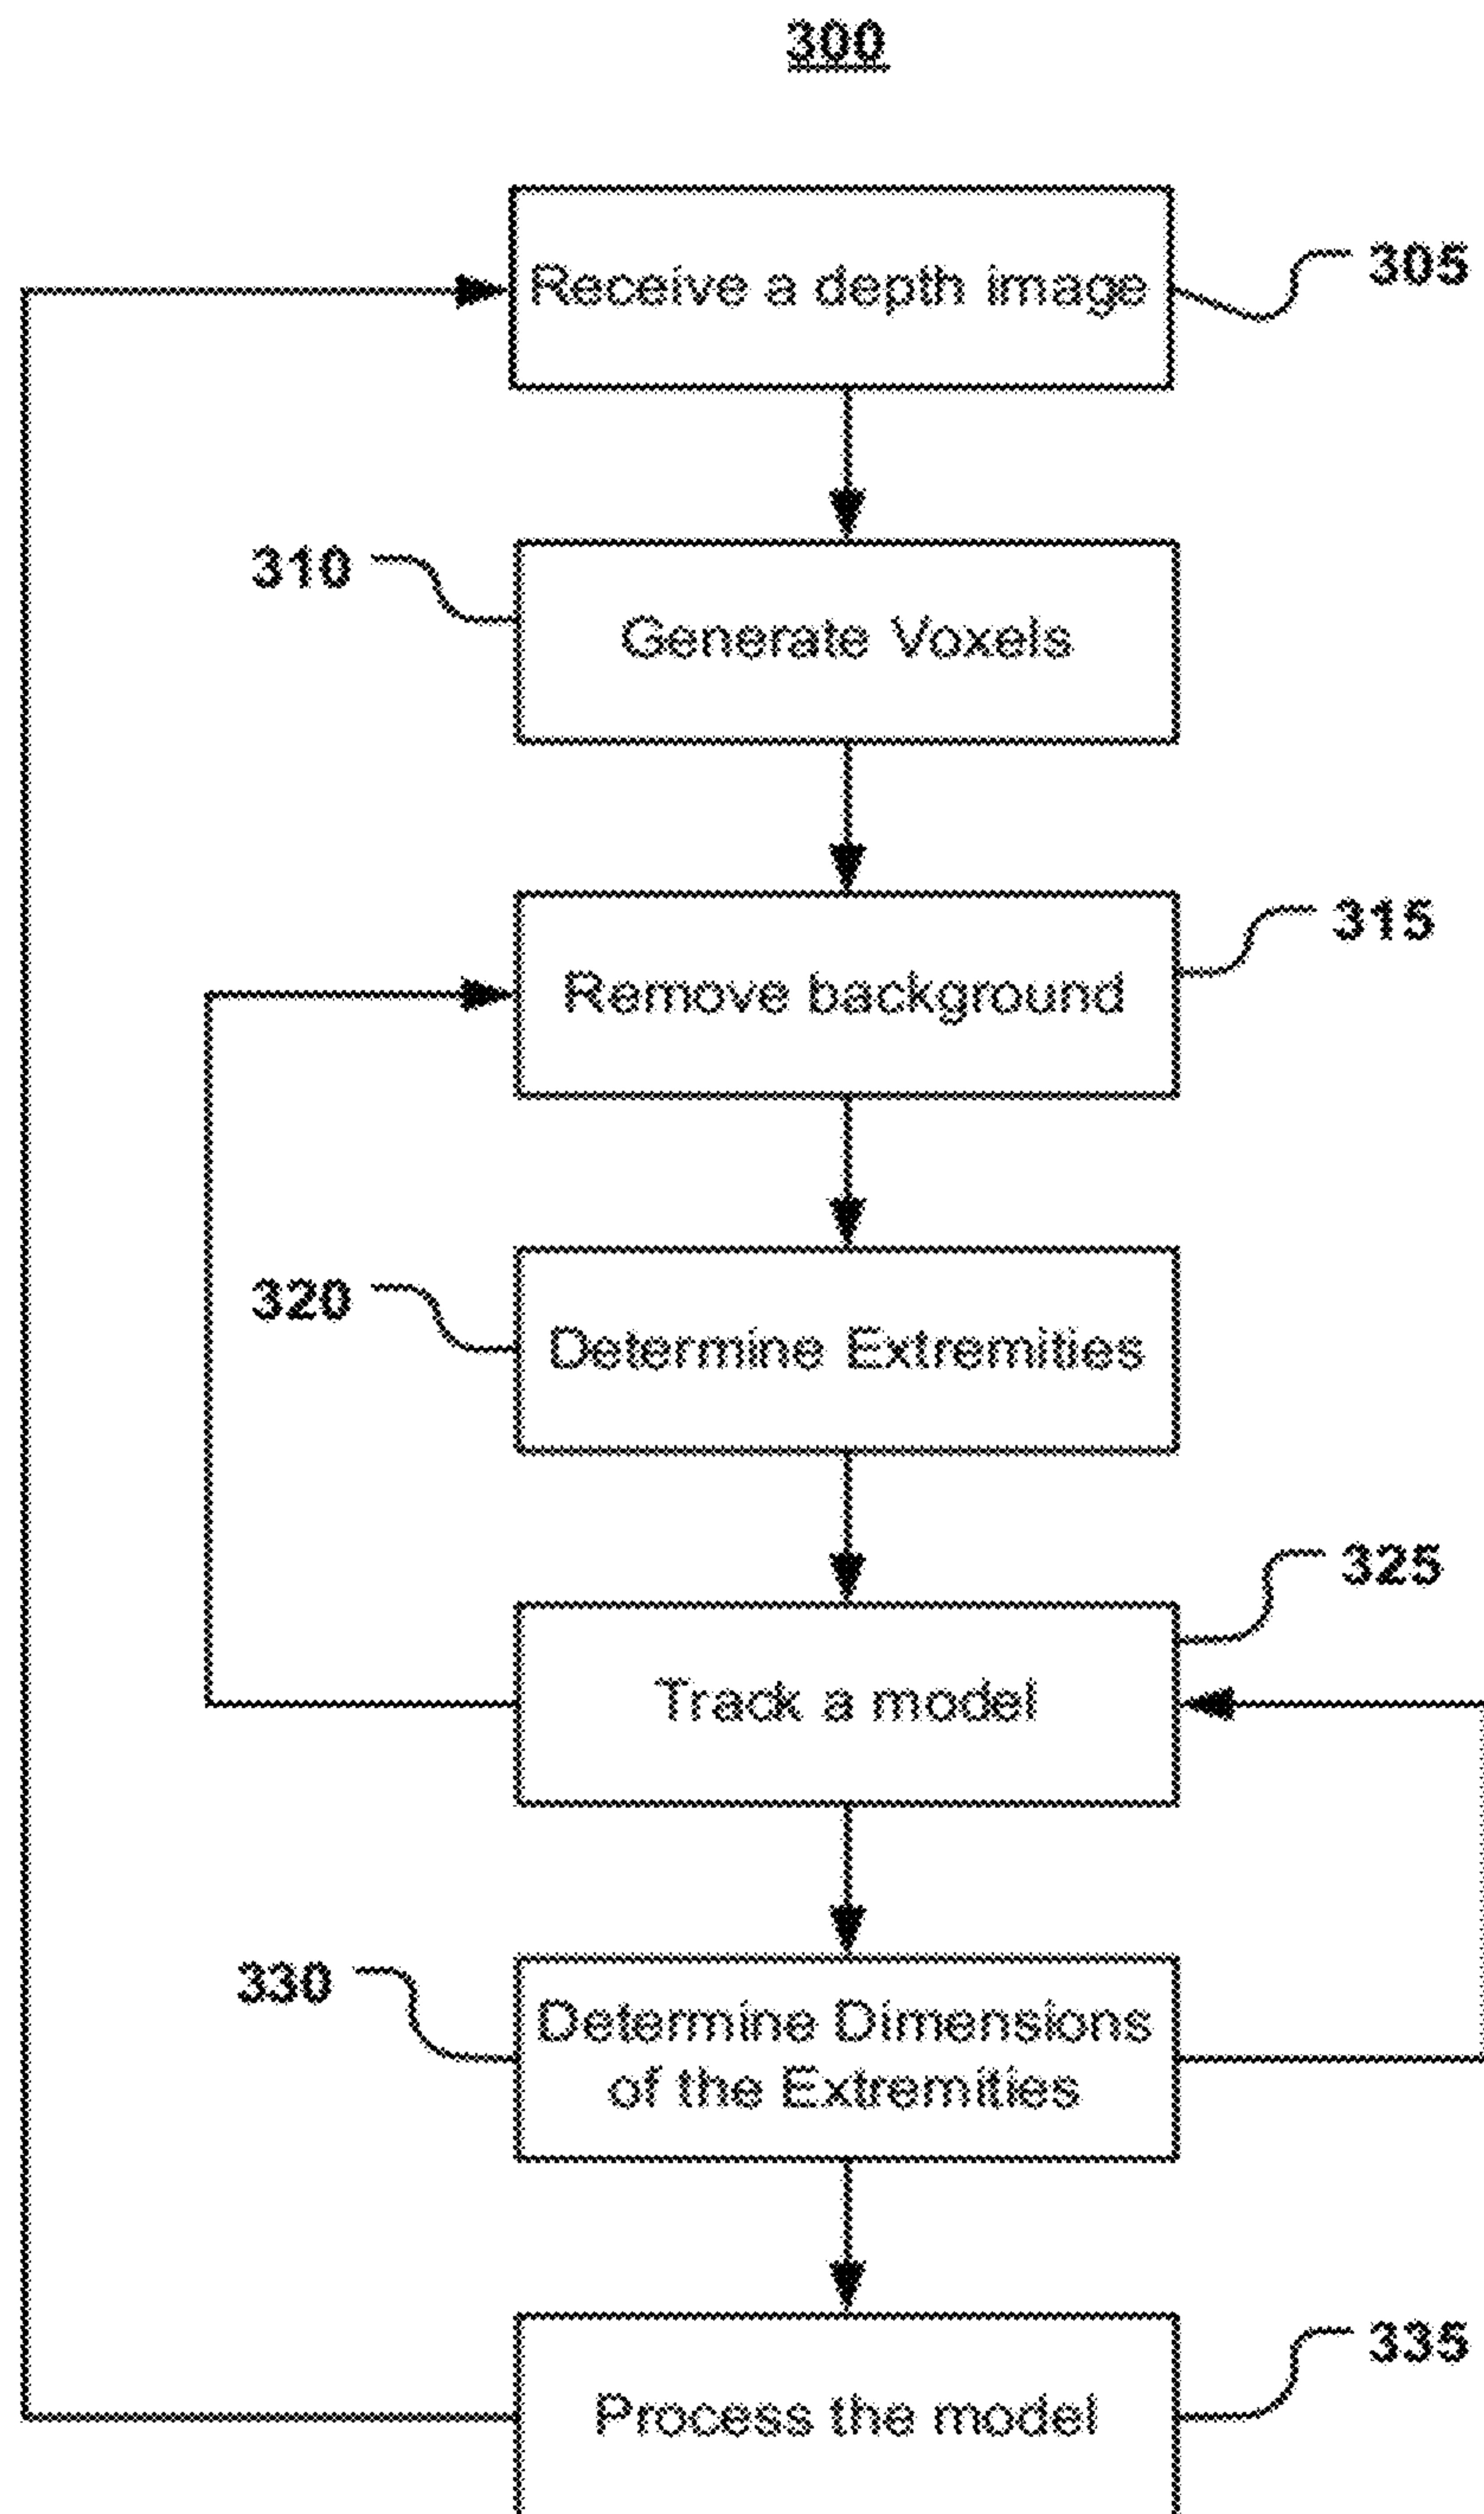 300
Receive a depth image
305
310
Generate Voxels
Remove background
315
320
Determine Extremities
325
Track a model
330
Determine Dimensions
of the Extremities
335
Process the model